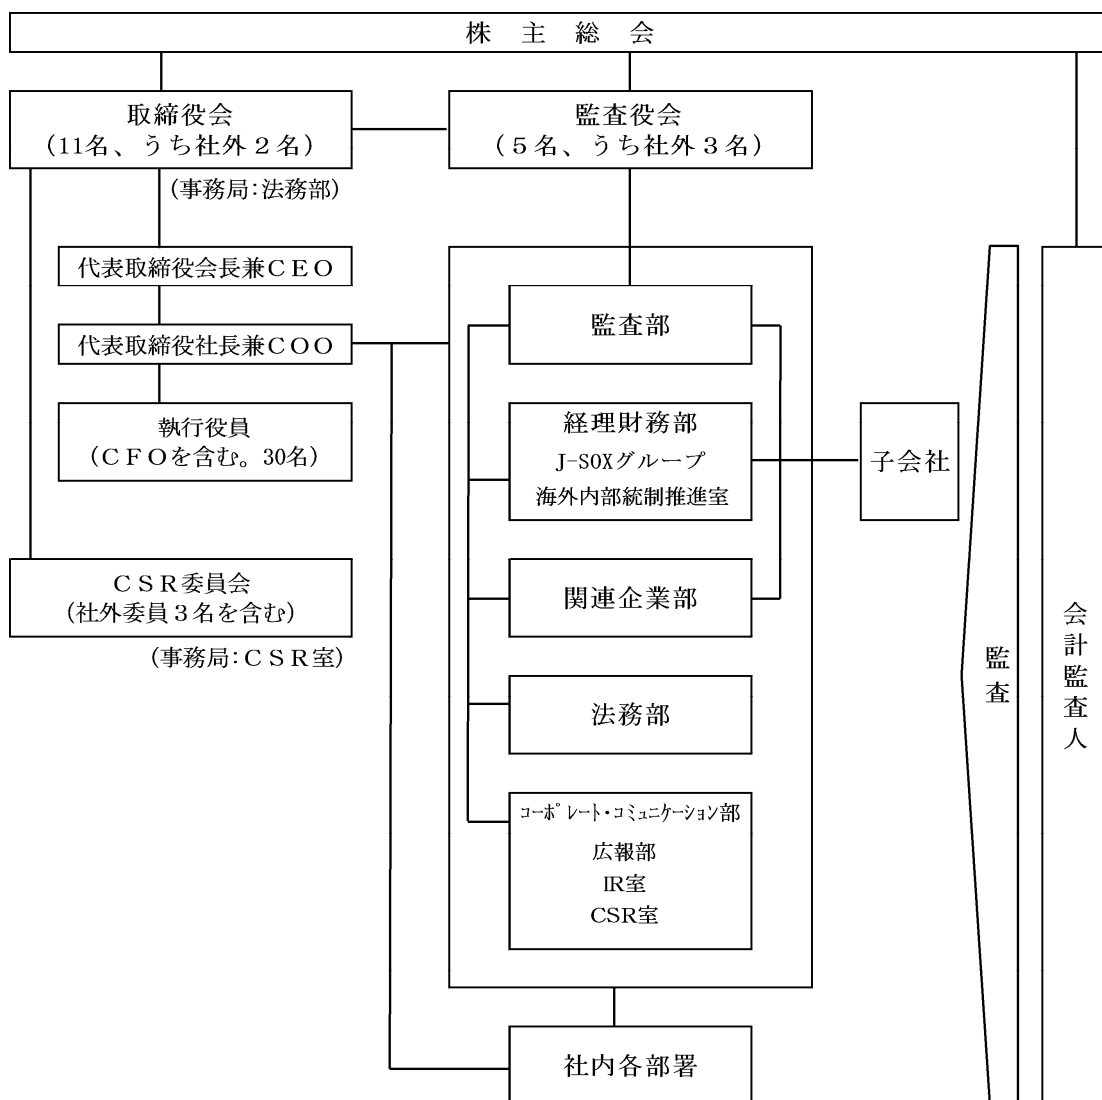 株主総会
取締役会
(11名、うち社外２名)
(事務局:法務部)
監査役会
(５名、うち社外３名)
代表取締役会長兼ＣＥＯ
代表取締役社長兼ＣＯＯ
執行役員
(ＣＦＯを含む。30名)
ＣＳＲ委員会
(社外委員３名を含む)
(事務局:ＣＳＲ室)
監査部
経理財務部
J-SOXグループ
海外内部統制推進室
関連企業部
法務部
ｺｰﾎﾟﾚｰﾄ・ｺﾐｭﾆｹｰｼｮﾝ部
広報部
IR室
CSR室
社内各部署
子会社
監査
会計監査人